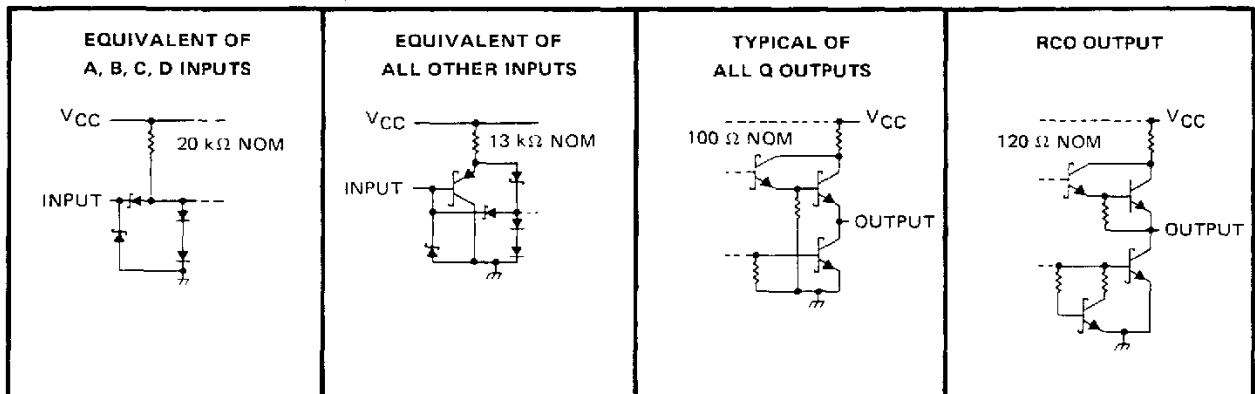 EQUIVALENT OF
A, B, C, D INPUTS
VCC
20 kΩ NOM
INPUT
EQUIVALENT OF
ALL OTHER INPUTS
VCC
13 kΩ NOM
INPUT
TYPICAL OF
ALL Q OUTPUTS
VCC
100 Ω NOM
OUTPUT
RCO OUTPUT
VCC
120 Ω NOM
OUTPUT